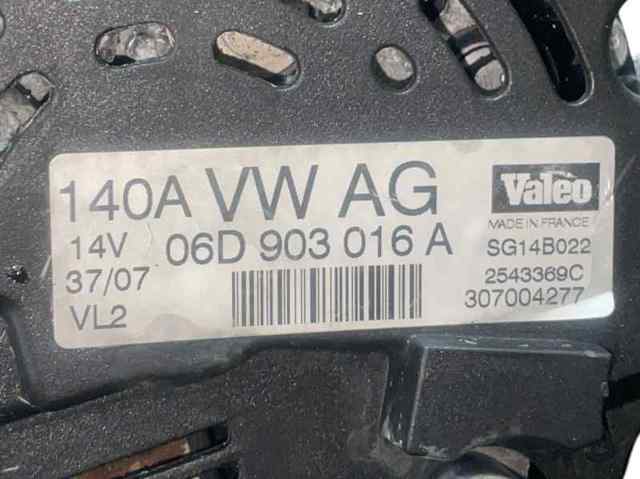 140A VW AG
14V 06D 903 016 A
37/07
VL2
Valeo
MADE IN FRANCE
SG14B022
2543369C
307004277